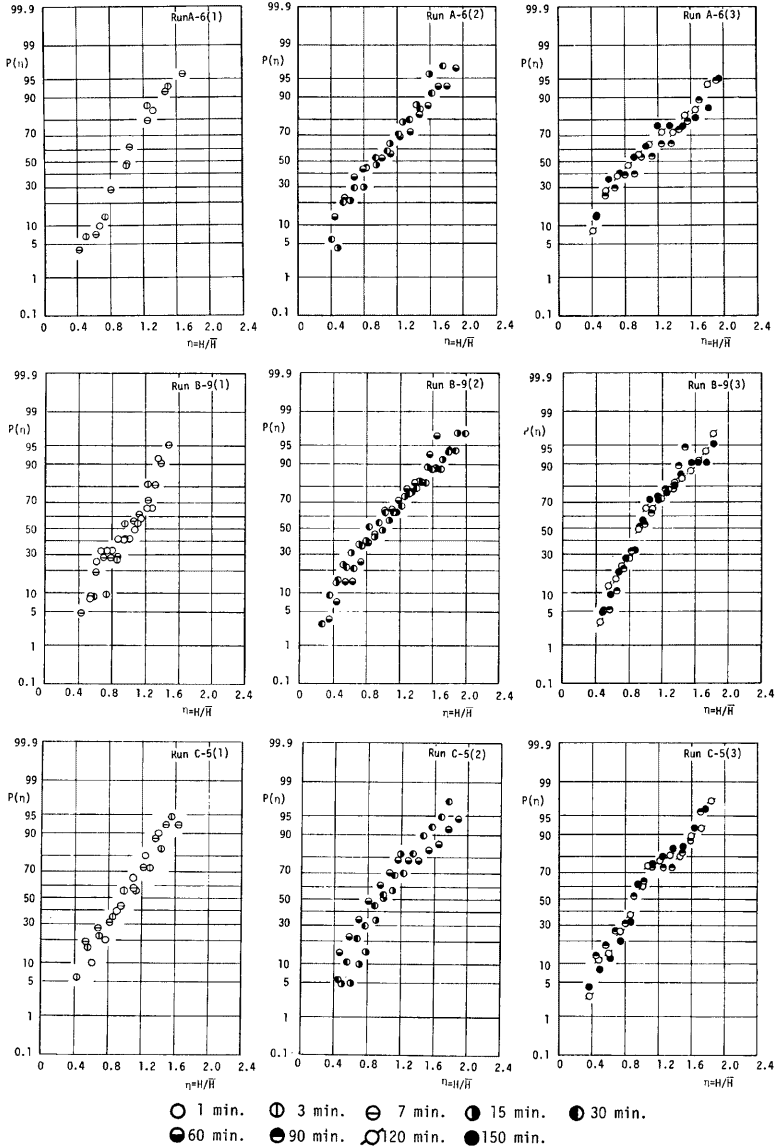 RunA-6(1)
99.9
99
P(η)
95
90
70
50
30
10
5
1
0.1
0 0.4 0.8 1.2 1.6 2.0 2.4
η=H/H̅
Run A-6(2)
99.9
99
P(η)
95
90
70
50
30
10
5
1
0.1
0 0.4 0.8 1.2 1.6 2.0 2.4
η=H/H̅
Run A-6(3)
99.9
99
P(η)
95
90
70
50
30
10
5
1
0.1
0 0.4 0.8 1.2 1.6 2.0 2.4
η=H/H̅
Run B-9(1)
99.9
99
P(η)
95
90
70
50
30
10
5
1
0.1
0 0.4 0.8 1.2 1.6 2.0 2.4
η=H/H̅
Run B-9(2)
99.9
99
P(η)
95
90
70
50
30
10
5
1
0.1
0 0.4 0.8 1.2 1.6 2.0 2.4
η=H/H̅
Run B-9(3)
99.9
99
P(η)
95
90
70
50
30
10
5
1
0.1
0 0.4 0.8 1.2 1.6 2.0 2.4
η=H/H̅
Run C-5(1)
99.9
99
P(η)
95
90
70
50
30
10
5
1
0.1
0 0.4 0.8 1.2 1.6 2.0 2.4
η=H/H̅
Run C-5(2)
99.9
99
P(η)
95
90
70
50
30
10
5
1
0.1
0 0.4 0.8 1.2 1.6 2.0 2.4
η=H/H̅
Run C-5(3)
99.9
99
P(η)
95
90
70
50
30
10
5
1
0.1
0 0.4 0.8 1.2 1.6 2.0 2.4
η=H/H̅
1 min. 3 min. 7 min. 15 min. 30 min.
60 min. 90 min. 120 min. 150 min.